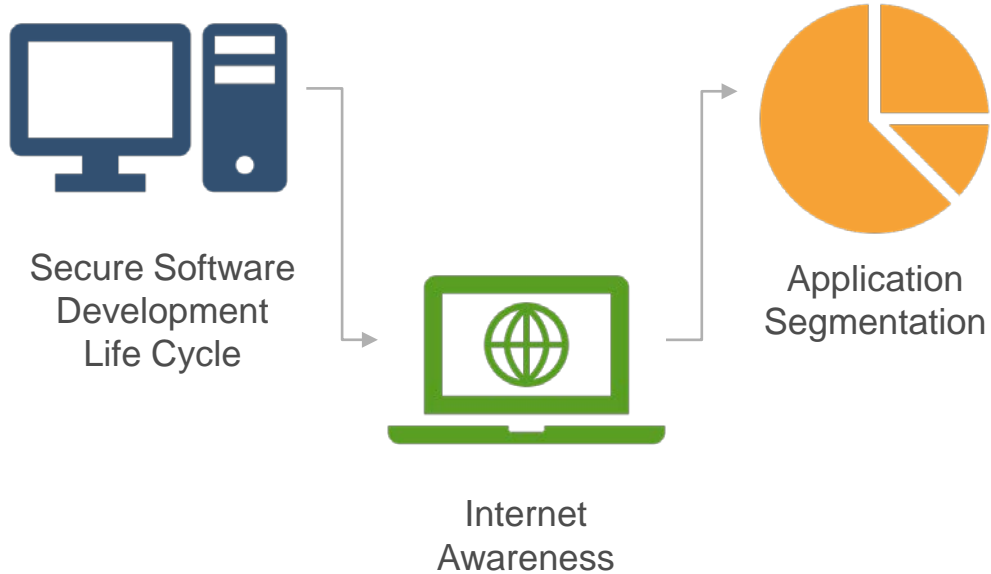 Secure Software
Development
Life Cycle
Internet
Awareness
Application
Segmentation